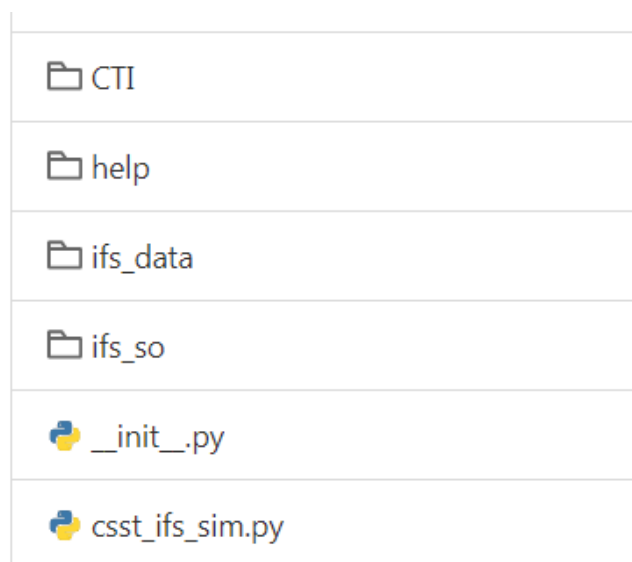 CTI
help
ifs_data
ifs_so
__init__.py
csst_ifs_sim.py